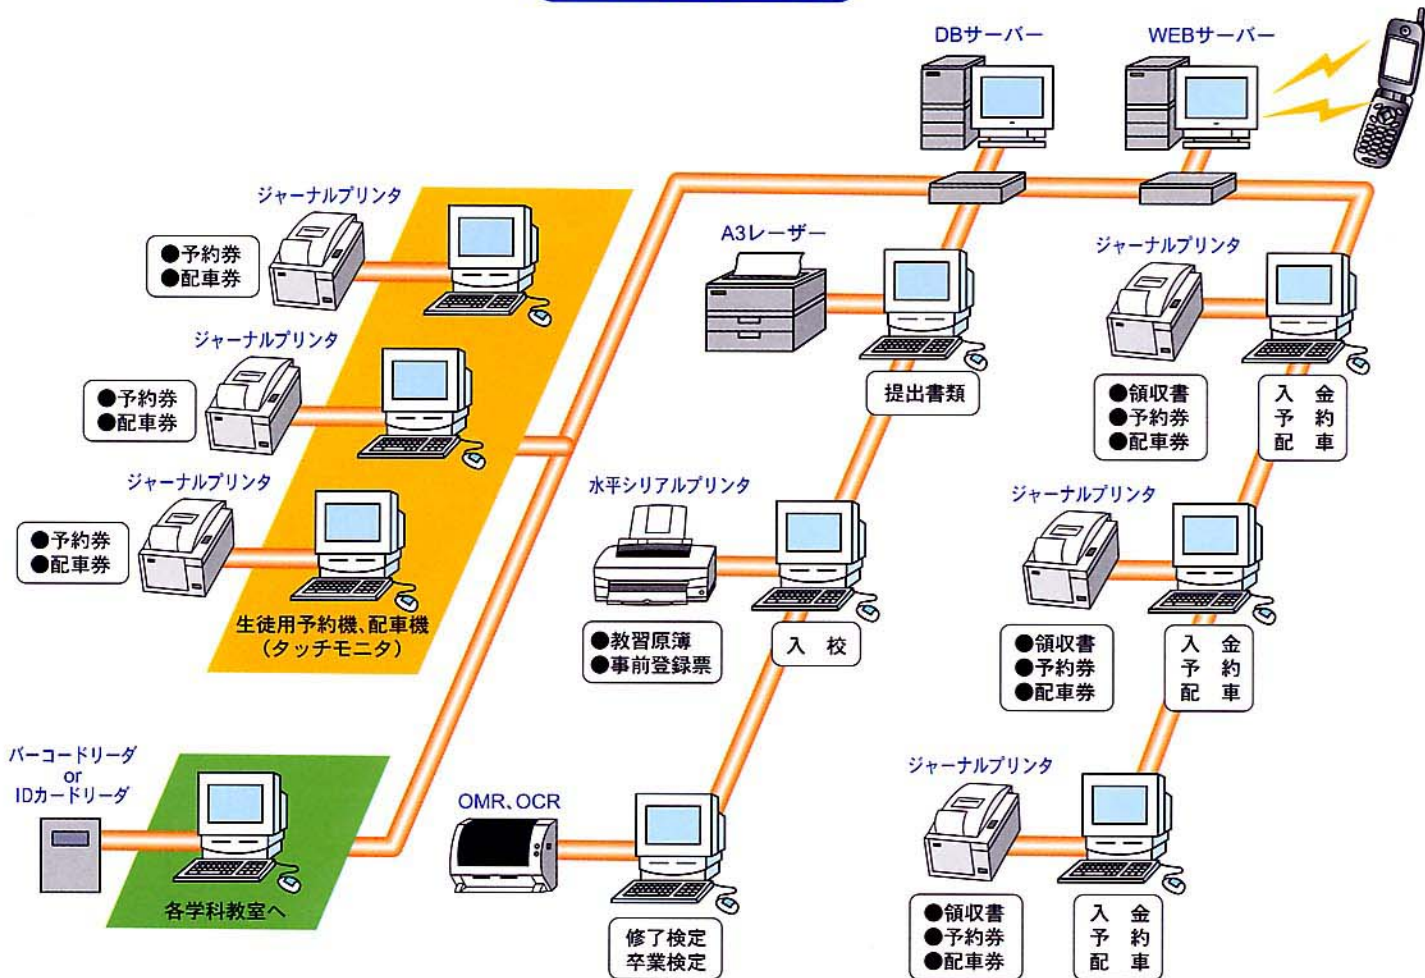 DBサーバー
WEBサーバー
ジャーナルプリンタ
●予約券
●配車券
ジャーナルプリンタ
●予約券
●配車券
ジャーナルプリンタ
●予約券
●配車券
生徒用予約機、配車機
(タッチモニタ)
バーコードリーダ
or
IDカードリーダ
各学科教室へ
A3レーザー
提出書類
水平シリアルプリンタ
●教習原簿
●事前登録票
入 校
OMR、OCR
修了検定
卒業検定
ジャーナルプリンタ
●領収書
●予約券
●配車券
入 金
予 約
配 車
ジャーナルプリンタ
●領収書
●予約券
●配車券
入 金
予 約
配 車
ジャーナルプリンタ
●領収書
●予約券
●配車券
入 金
予 約
配 車